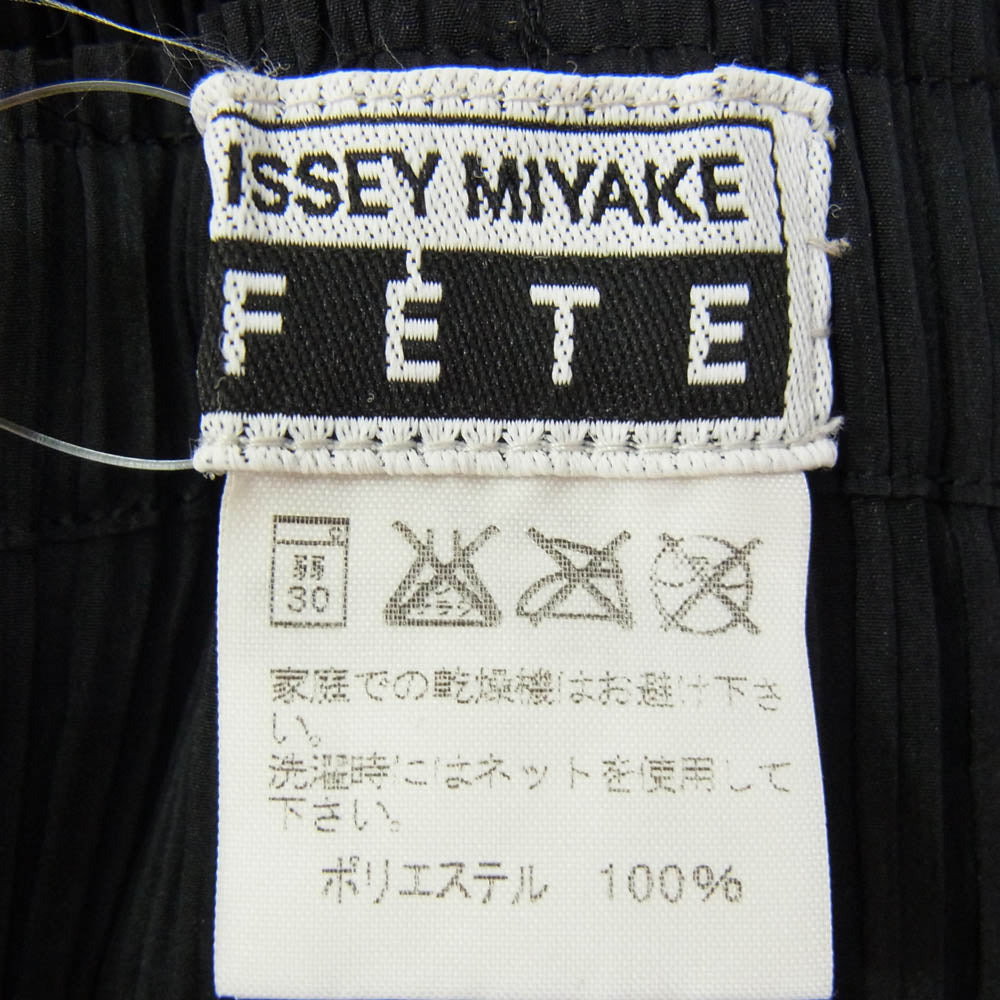 ISSEY MIYAKE
FÈTE
弱
30
家庭での乾燥機はお避け下さ
い。
洗濯時にはネットを使用して
下さい。
ポリエステル 100%